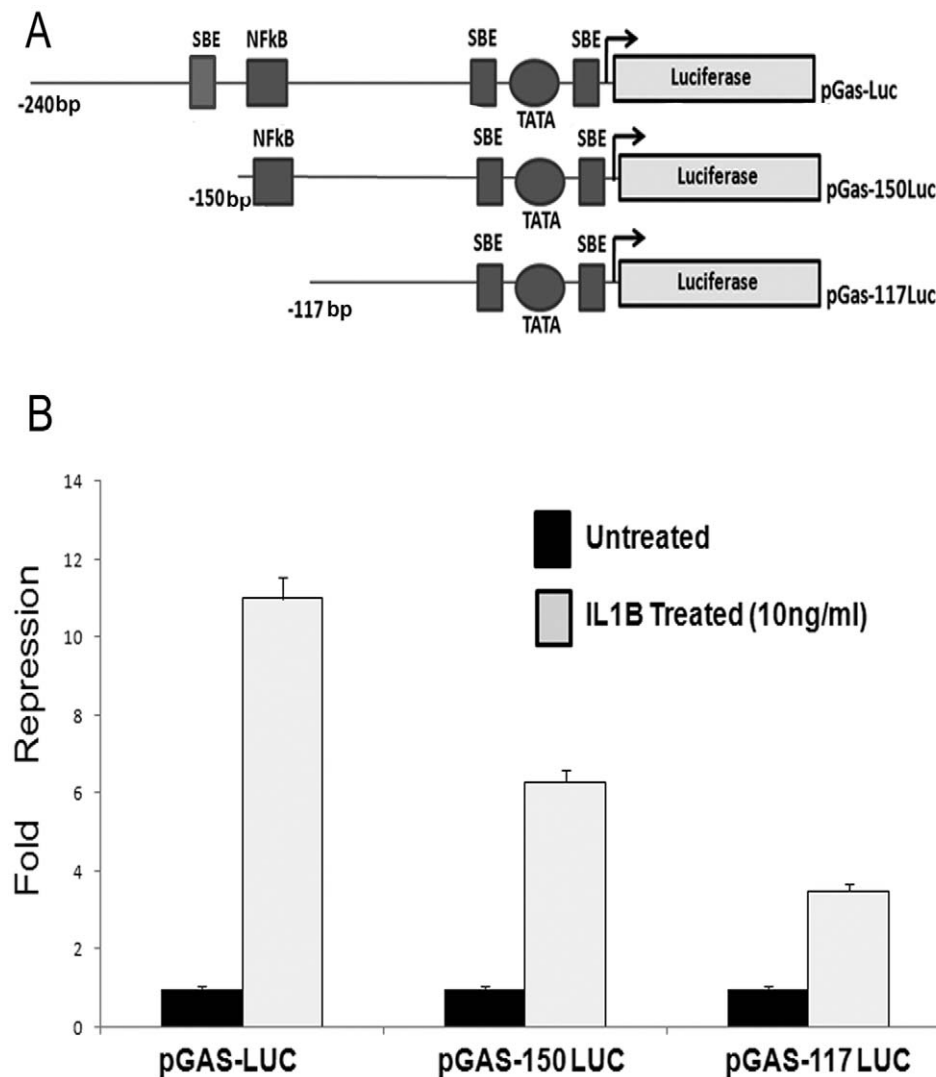 A
SBE NFkB SBE SBE
Luciferase
-240bp TATA pGas-Luc
NFkB SBE SBE
Luciferase
-150bp TATA pGas-150Luc
SBE SBE
Luciferase
-117 bp TATA pGas-117Luc
B
Fold Repression
14
12
10
8
6
4
2
0
Untreated
IL1B Treated (10ng/ml)
pGAS-LUC pGAS-150 LUC pGAS-117 LUC